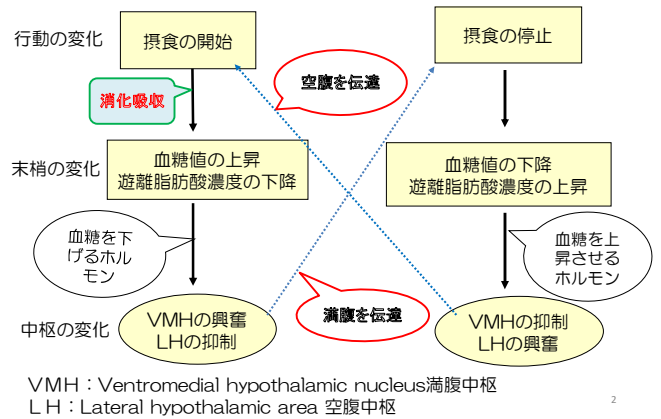 行動の変化
摂食の開始
摂食の停止
空腹を伝達
消化吸収
末梢の変化
血糖値の上昇
遊離脂肪酸濃度の下降
血糖値の下降
遊離脂肪酸濃度の上昇
血糖を下
げるホル
モン
血糖を上
昇させる
ホルモン
中枢の変化
VMHの興奮
LHの抑制
満腹を伝達
VMHの抑制
LHの興奮
VMH：Ventromedial hypothalamic nucleus満腹中枢
LH：Lateral hypothalamic area 空腹中枢
2